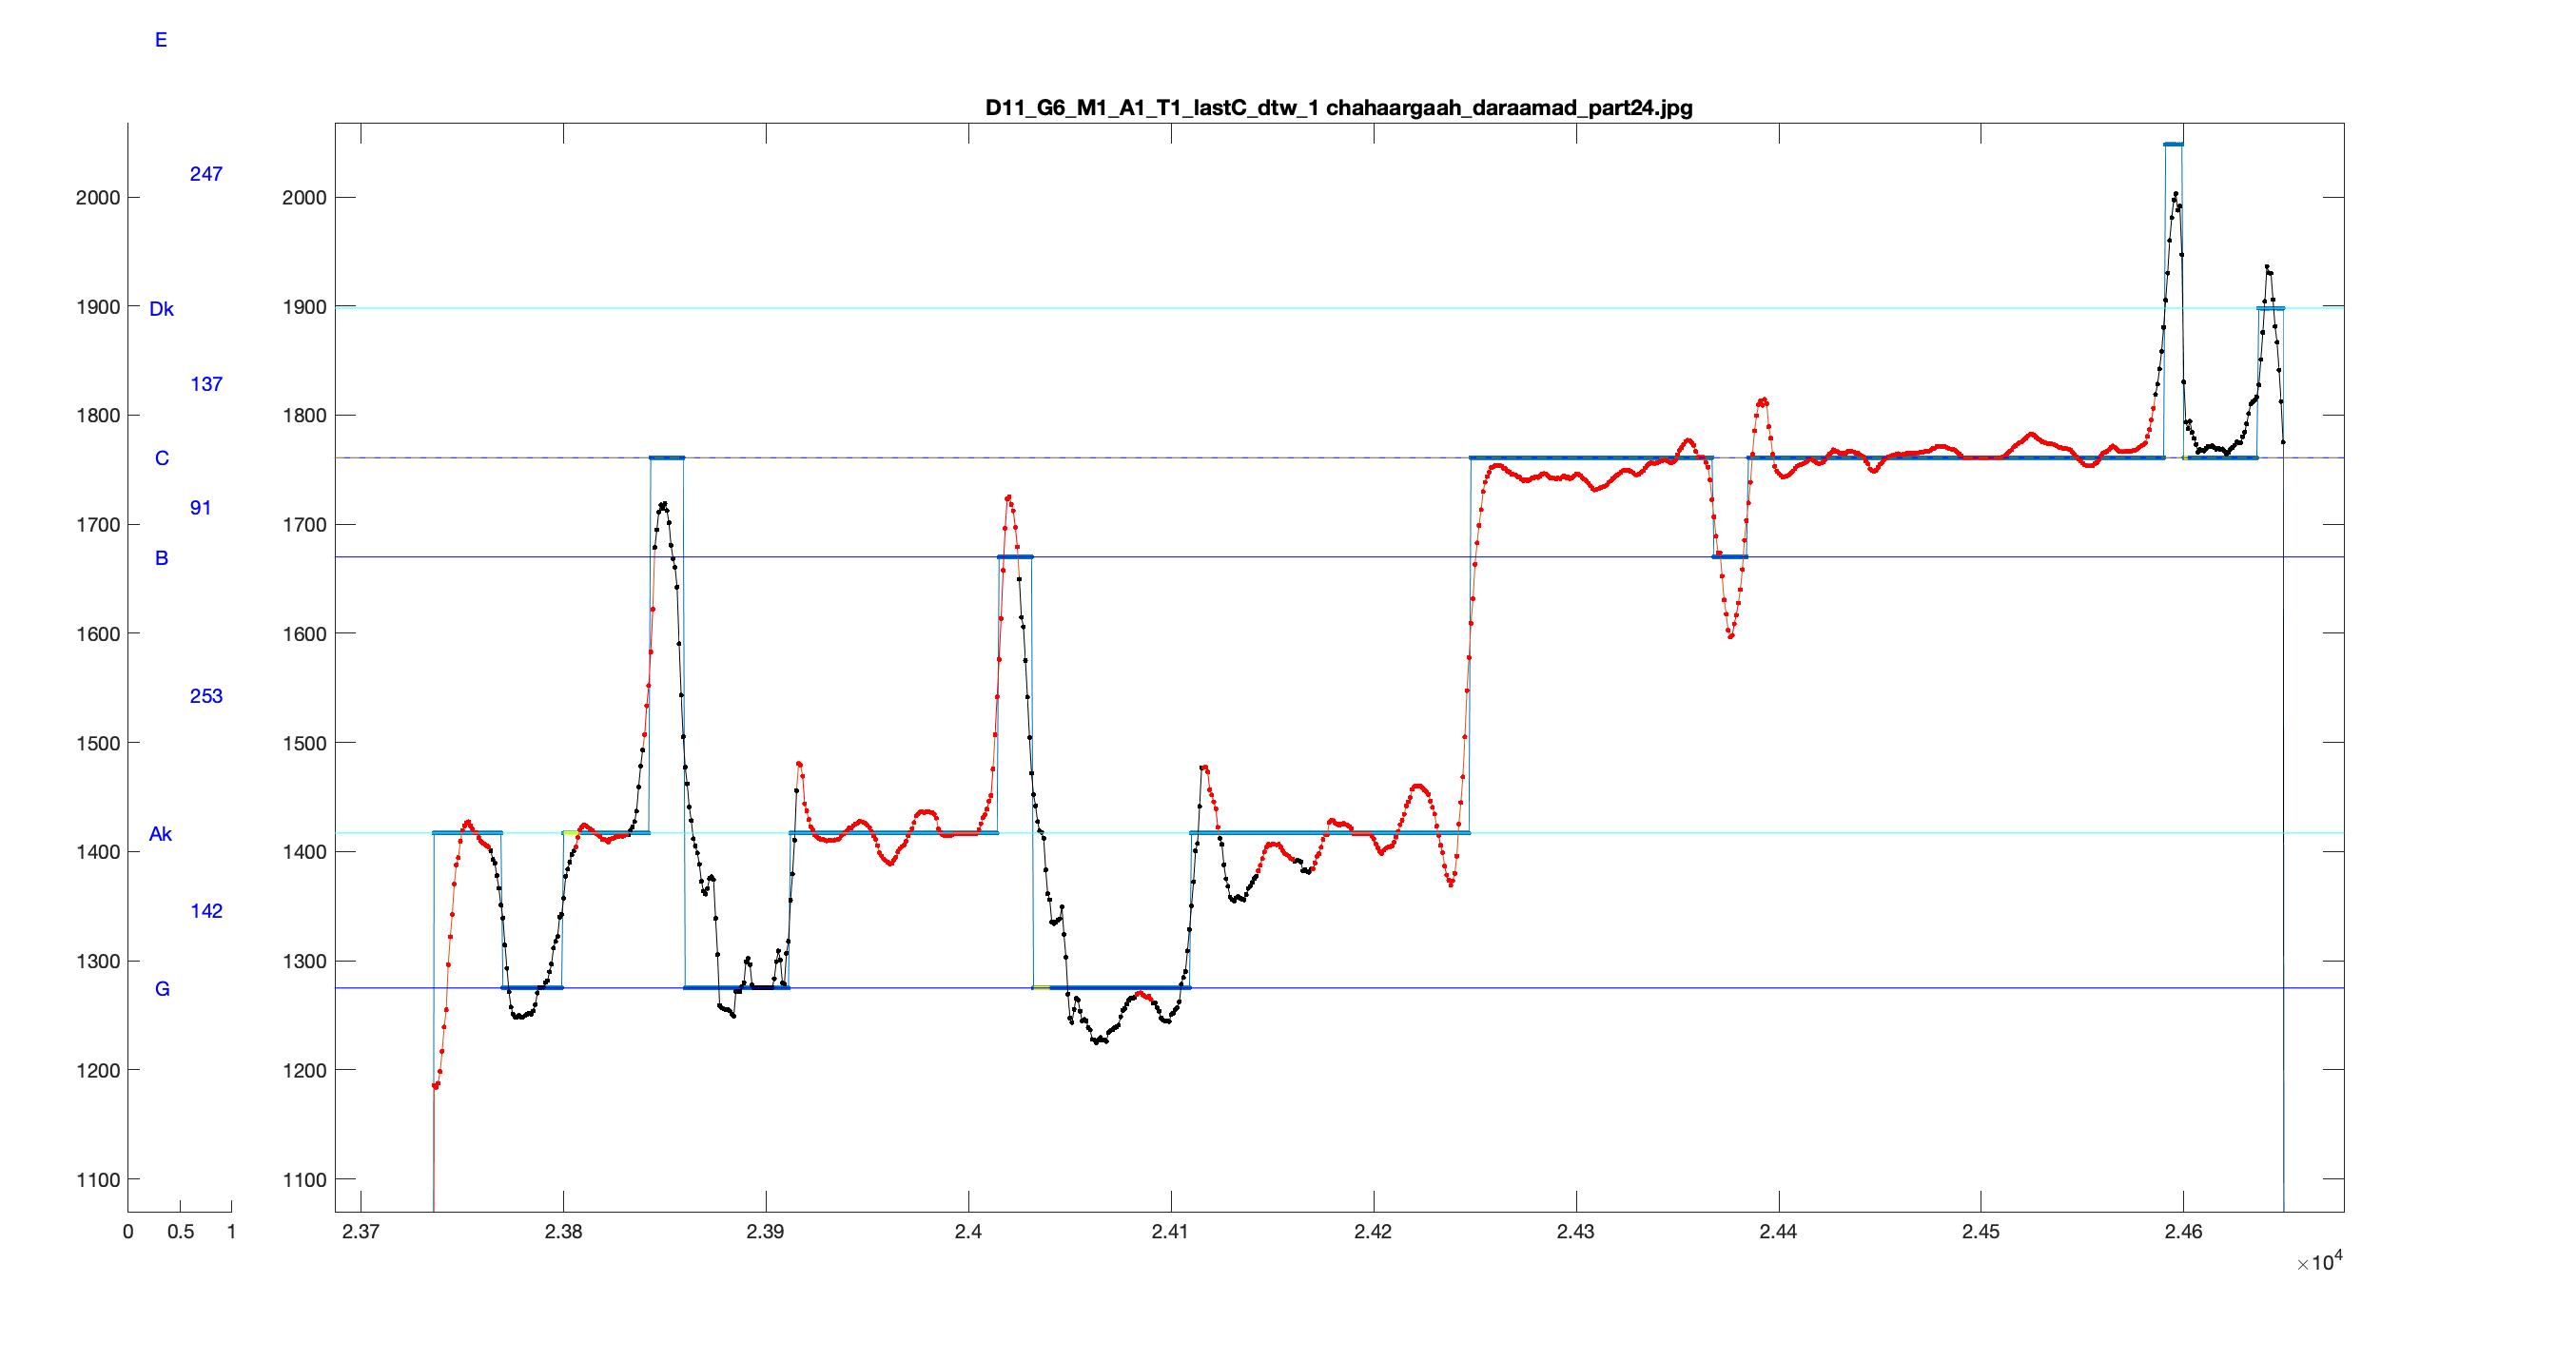 E
D11_G6_M1_A1_T1_lastC_dtw_1 chahaargaah_daraamad_part24.jpg
247
2000 2000
1900 Dk 1900
137
1800 1800
C
91
1700 1700
B
1600 1600
253
1500 1500
Ak
1400 1400
142
1300 1300
G
1200 1200
1100 1100
0 0.5 1 2.37 2.38 2.39 2.4 2.41 2.42 2.43 2.44 2.45 2.46
×10⁴